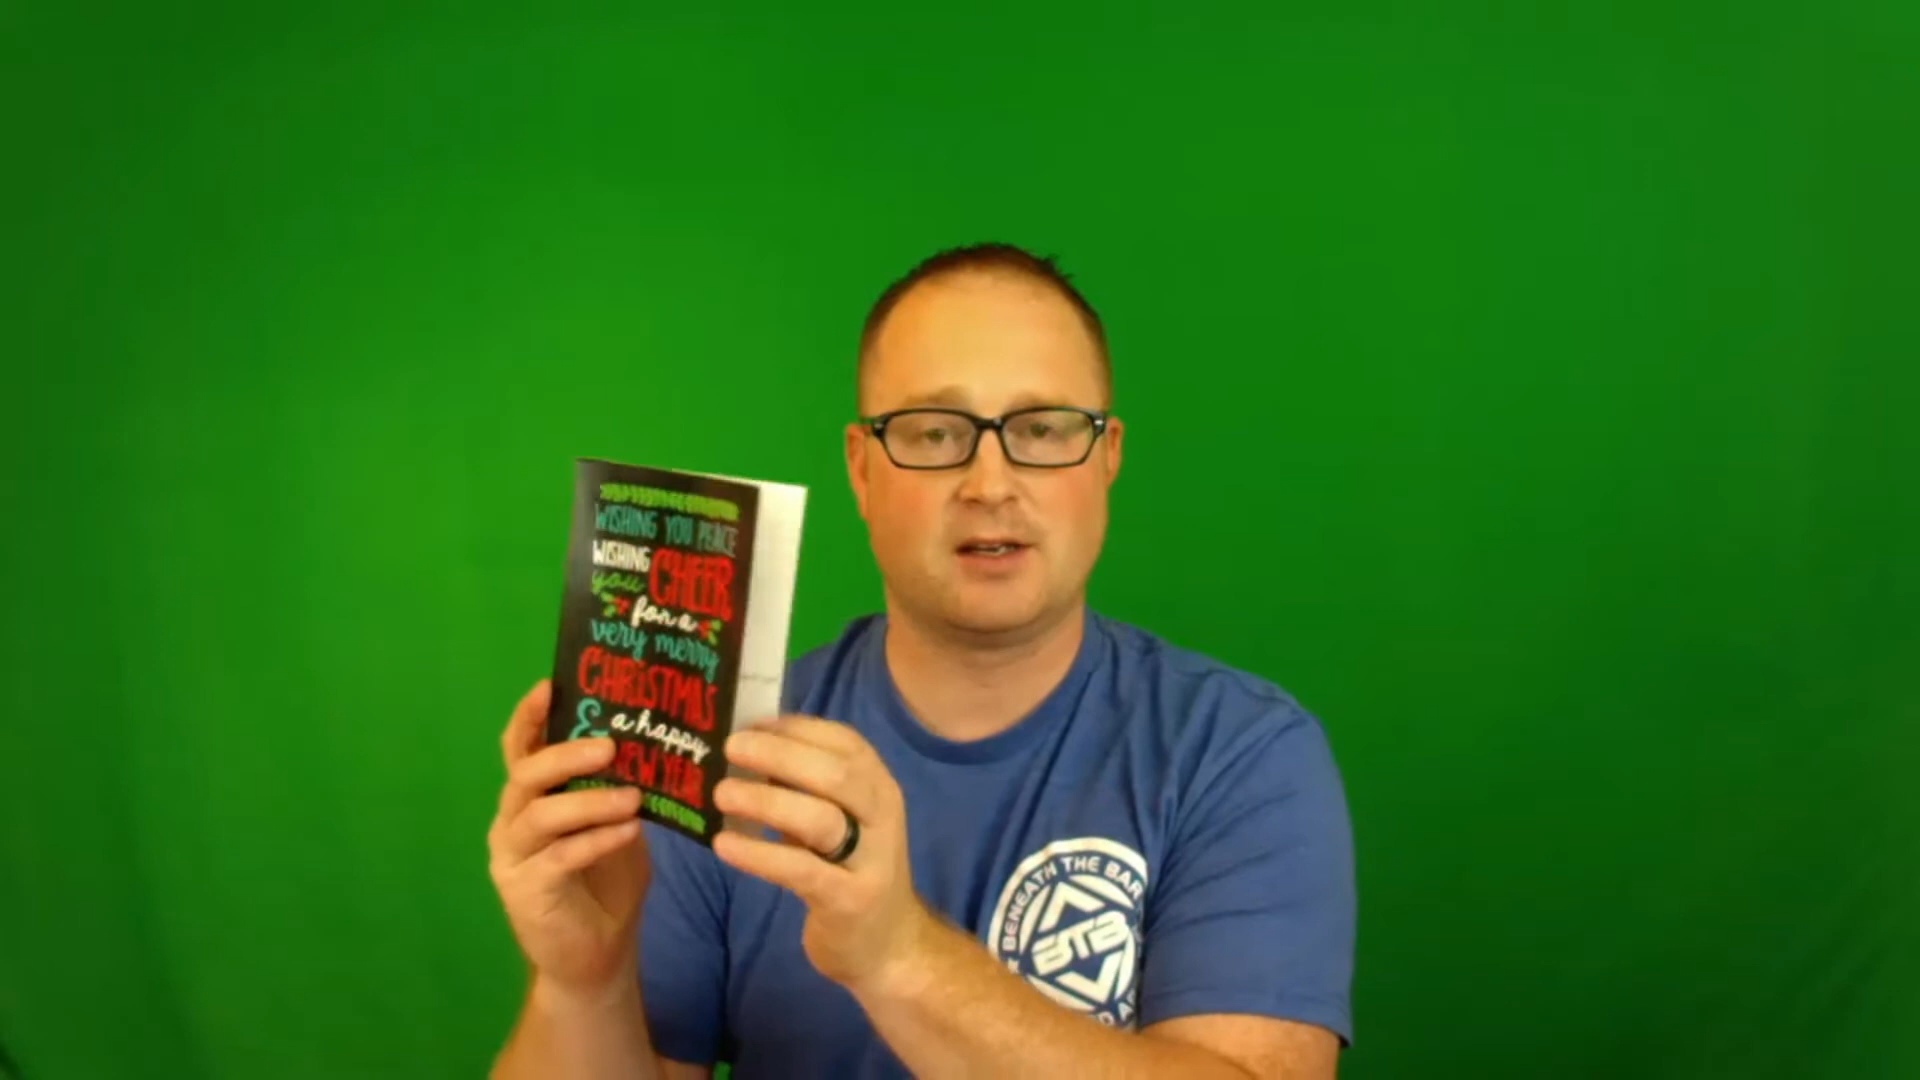 WISHING YOU PEACE
WISHING
you CHEER
for a
very merry
CHRISTMAS
& a happy
NEW YEAR
BENEATH THE BAR
BTB